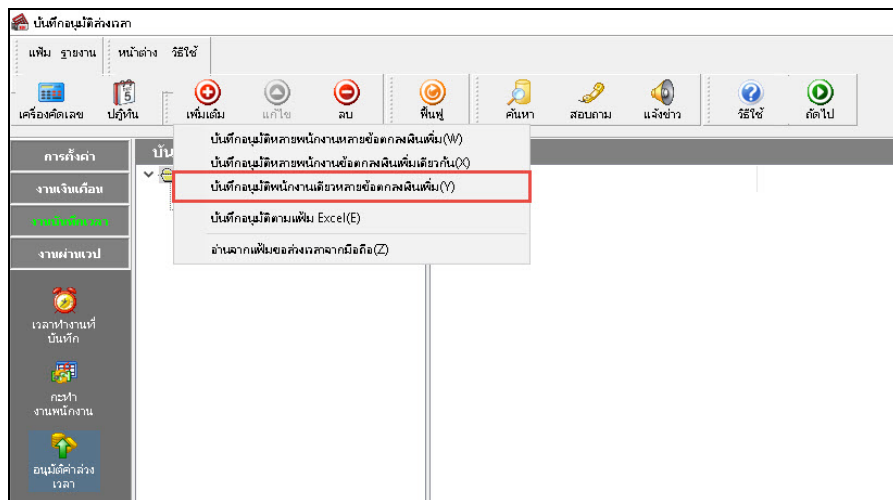 บันทึกอนุมัติล่วงเวลา
แฟ้ม รายงาน หน้าต่าง วิธีใช้
5
เครื่องคิดเลข ปฎิทิน เพิ่มเติม แก้ไข ลบ ฟื้นฟู ค้นหา สอบถาม แจ้งข่าว วิธีใช้ ถัดไป
บันทึกอนุมัติหลายพนักงานหลายข้อตกลงเงินเพิ่ม(W)
บันทึกอนุมัติหลายพนักงานข้อตกลงเงินเพิ่มเดียวกัน(X)
บันทึกอนุมัติพนักงานเดียวหลายข้อตกลงเงินเพิ่ม(Y)
บันทึกอนุมัติตามแฟ้ม Excel(E)
อ่านจากแฟ้มขอล่วงเวลาจากมือถือ(Z)
การตั้งค่า
งานเงินเดือน
งานบันทึกเวลา
งานผ่านเวป
เวลาทำงานที่
บันทึก
กะทำ
งานพนักงาน
อนุมัติค่าล่วง
เวลา